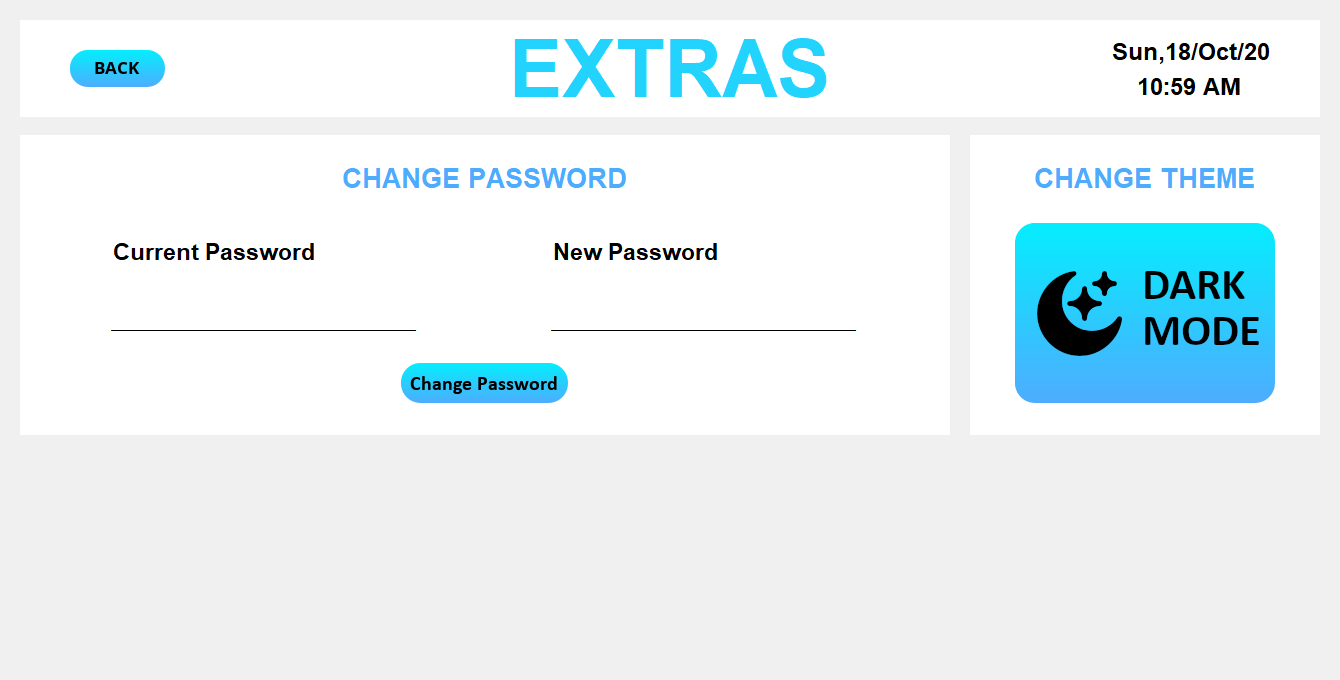 BACK
EXTRAS
Sun,18/Oct/20
10:59 AM
CHANGE PASSWORD
Current Password
New Password
Change Password
CHANGE THEME
DARK
MODE